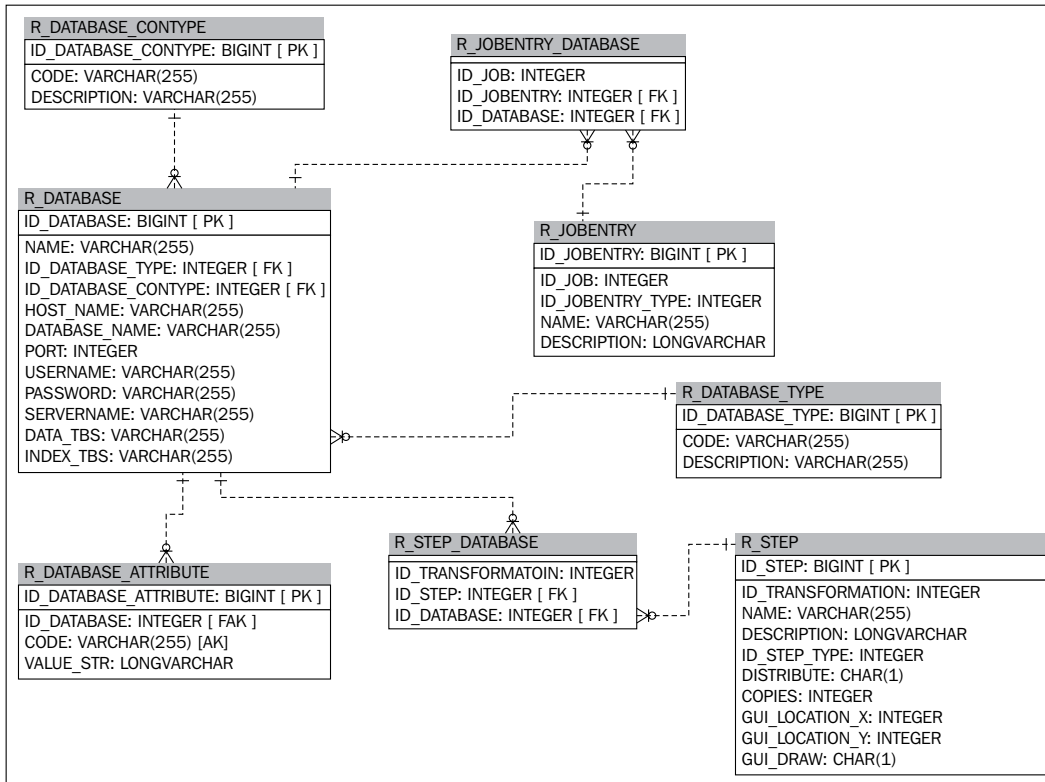 R_DATABASE_CONTYPE
ID_DATABASE_CONTYPE: BIGINT [ PK ]
CODE: VARCHAR(255)
DESCRIPTION: VARCHAR(255)
R_JOBENTRY_DATABASE
ID_JOB: INTEGER
ID_JOBENTRY: INTEGER [ FK ]
ID_DATABASE: INTEGER [ FK ]
R_DATABASE
ID_DATABASE: BIGINT [ PK ]
NAME: VARCHAR(255)
ID_DATABASE_TYPE: INTEGER [ FK ]
ID_DATABASE_CONTYPE: INTEGER [ FK ]
HOST_NAME: VARCHAR(255)
DATABASE_NAME: VARCHAR(255)
PORT: INTEGER
USERNAME: VARCHAR(255)
PASSWORD: VARCHAR(255)
SERVERNAME: VARCHAR(255)
DATA_TBS: VARCHAR(255)
INDEX_TBS: VARCHAR(255)
R_JOBENTRY
ID_JOBENTRY: BIGINT [ PK ]
ID_JOB: INTEGER
ID_JOBENTRY_TYPE: INTEGER
NAME: VARCHAR(255)
DESCRIPTION: LONGVARCHAR
R_DATABASE_TYPE
ID_DATABASE_TYPE: BIGINT [ PK ]
CODE: VARCHAR(255)
DESCRIPTION: VARCHAR(255)
R_DATABASE_ATTRIBUTE
ID_DATABASE_ATTRIBUTE: BIGINT [ PK ]
ID_DATABASE: INTEGER [ FAK ]
CODE: VARCHAR(255) [AK]
VALUE_STR: LONGVARCHAR
R_STEP_DATABASE
ID_TRANSFORMATOIN: INTEGER
ID_STEP: INTEGER [ FK ]
ID_DATABASE: INTEGER [ FK ]
R_STEP
ID_STEP: BIGINT [ PK ]
ID_TRANSFORMATION: INTEGER
NAME: VARCHAR(255)
DESCRIPTION: LONGVARCHAR
ID_STEP_TYPE: INTEGER
DISTRIBUTE: CHAR(1)
COPIES: INTEGER
GUI_LOCATION_X: INTEGER
GUI_LOCATION_Y: INTEGER
GUI_DRAW: CHAR(1)